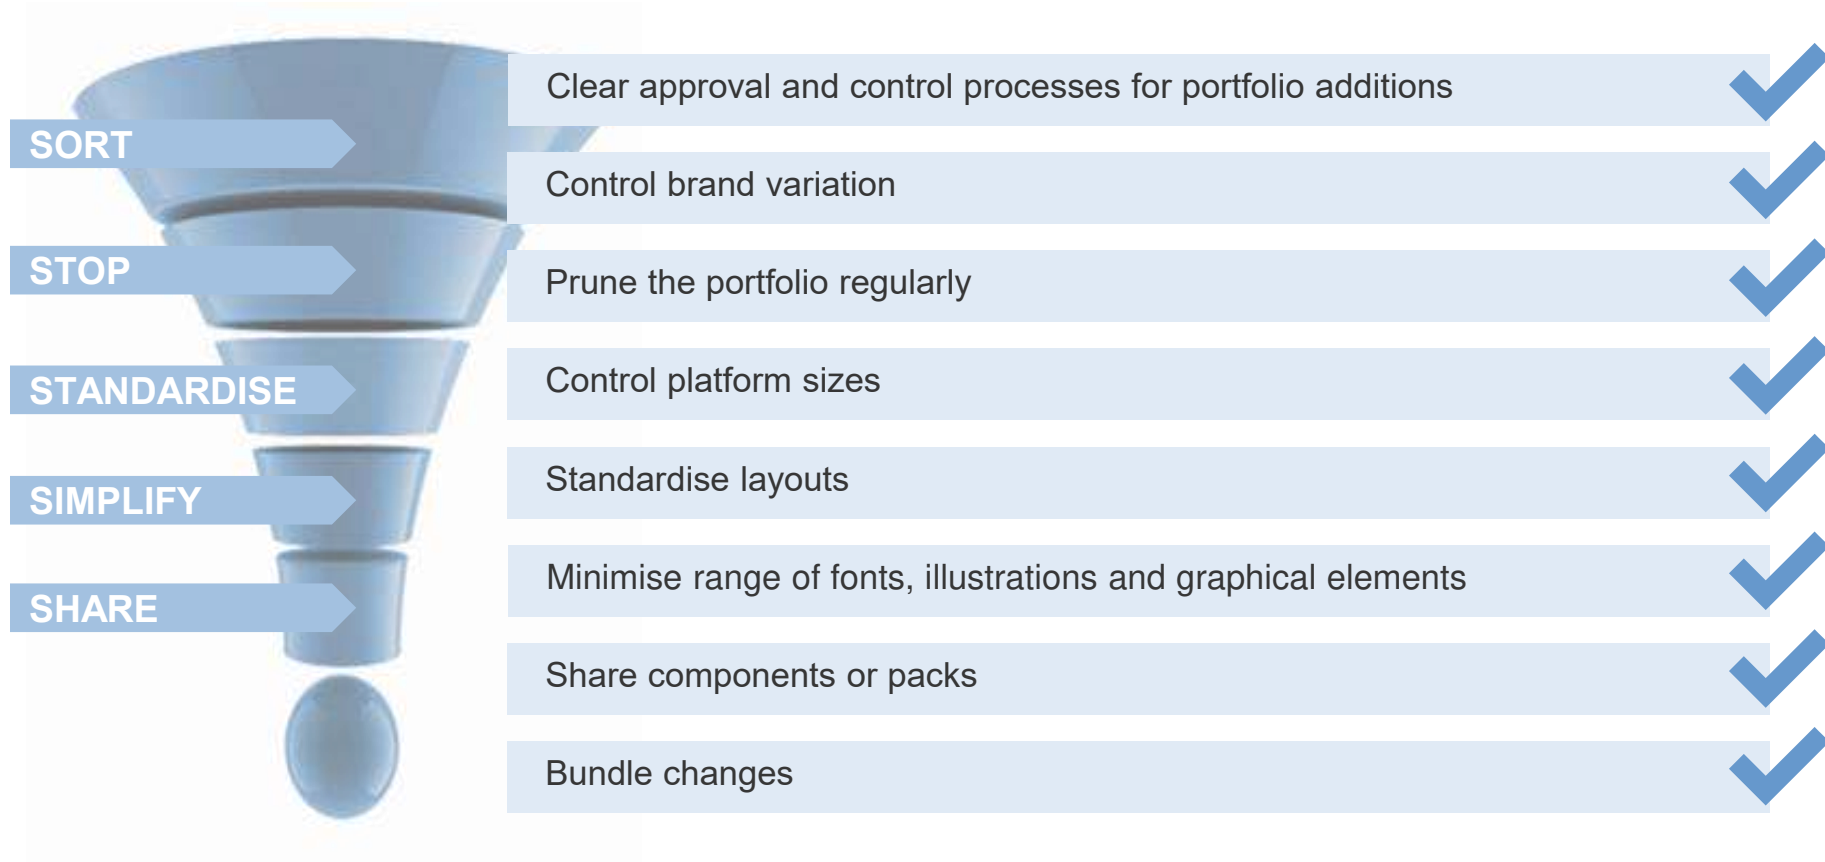 SORT
STOP
STANDARDISE
SIMPLIFY
SHARE
Clear approval and control processes for portfolio additions
Control brand variation
Prune the portfolio regularly
Control platform sizes
Standardise layouts
Minimise range of fonts, illustrations and graphical elements
Share components or packs
Bundle changes